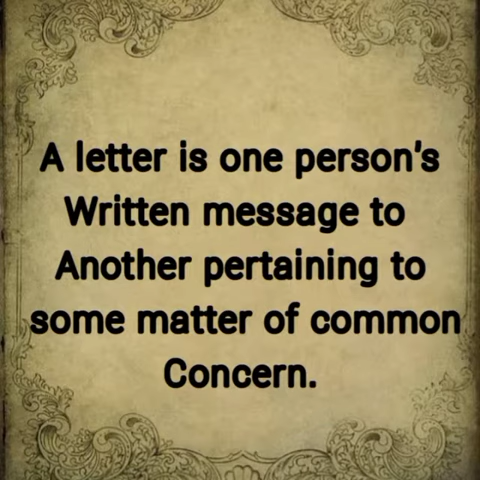 A letter is one person's
Written message to
Another pertaining to
some matter of common
Concern.